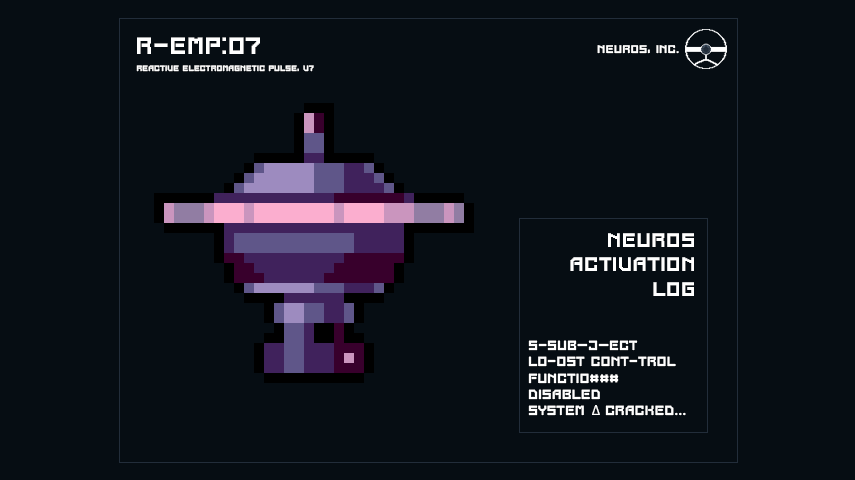 R-EMP:07
REACTIVE ELECTROMAGNETIC PULSE. V7
NEUROS. INC.
NEUROS
ACTIVATION
LOG
S-SUB-J-ECT
LO-OST CONT-TROL
FUNCTIO###
DISABLED
SYSTEM Δ CRACKED...